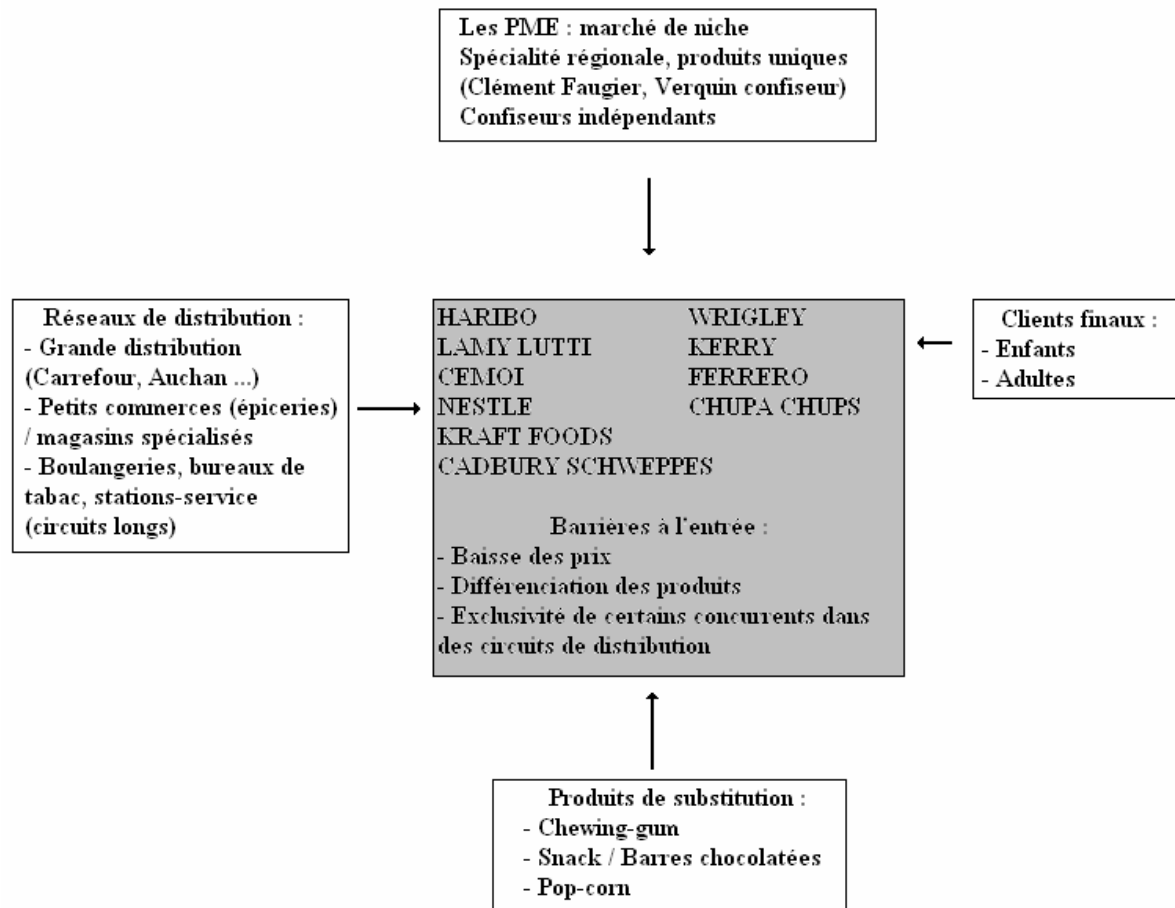 Les PME : marché de niche
Spécialité régionale, produits uniques
(Clément Faugier, Verquin confiseur)
Confiseurs indépendants
Réseaux de distribution :
- Grande distribution
(Carrefour, Auchan ...)
- Petits commerces (épiceries)
/ magasins spécialisés
- Boulangeries, bureaux de
tabac, stations-service
(circuits longs)
HARIBO WRIGLEY
LAMY LUTTI KERRY
CEMOI FERRERO
NESTLE CHUPA CHUPS
KRAFT FOODS
CADBURY SCHWEPPES
Barrières à l'entrée :
- Baisse des prix
- Différenciation des produits
- Exclusivité de certains concurrents dans
des circuits de distribution
Clients finaux :
- Enfants
- Adultes
Produits de substitution :
- Chewing-gum
- Snack / Barres chocolatées
- Pop-corn